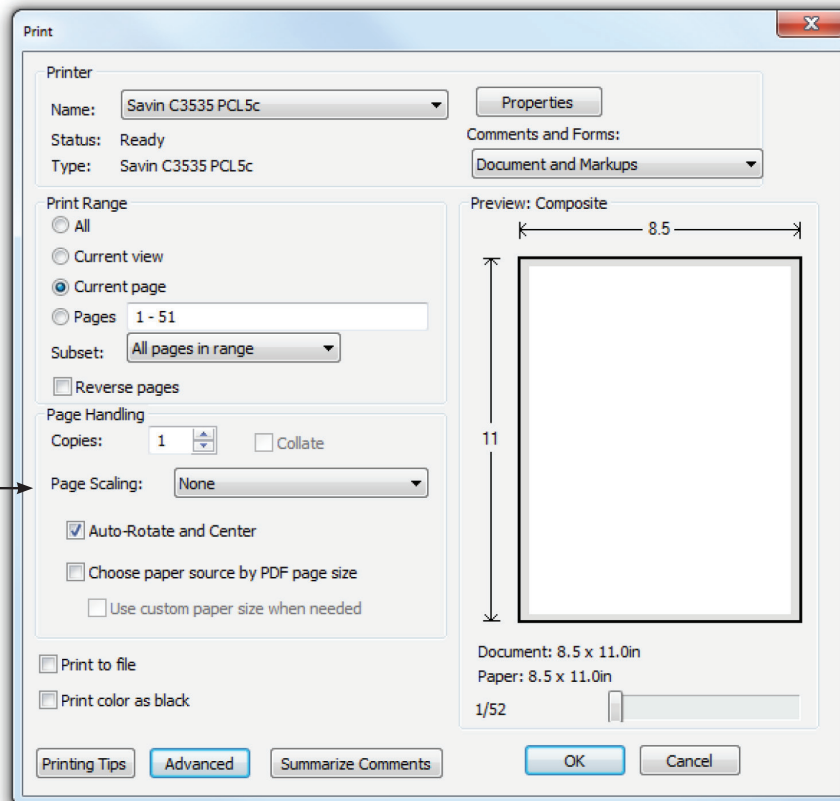 Print
Printer
Name: Savin C3535 PCL5c
Properties
Status: Ready
Comments and Forms:
Type: Savin C3535 PCL5c
Document and Markups
Print Range
All
Current view
Current page
Pages 1 - 51
Subset: All pages in range
Reverse pages
Page Handling
Copies: 1 Collate
Page Scaling: None
Auto-Rotate and Center
Choose paper source by PDF page size
Use custom paper size when needed
Print to file
Print color as black
Preview: Composite
8.5
11
Document: 8.5 x 11.0in
Paper: 8.5 x 11.0in
1/52
Printing Tips Advanced Summarize Comments OK Cancel